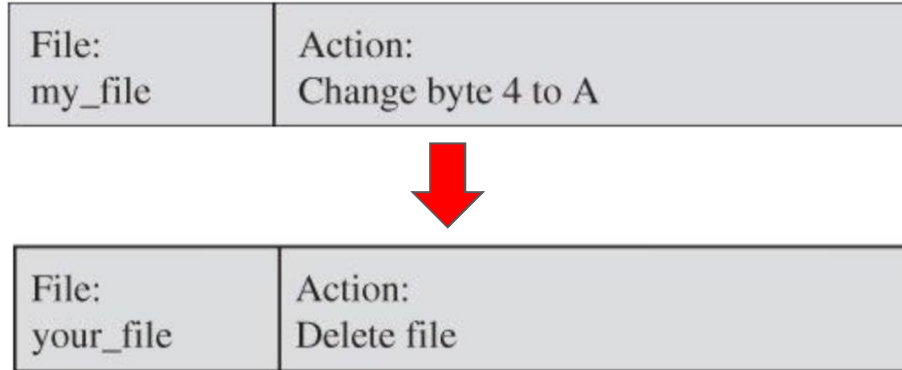 File:
my_file
Action:
Change byte 4 to A
File:
your_file
Action:
Delete file